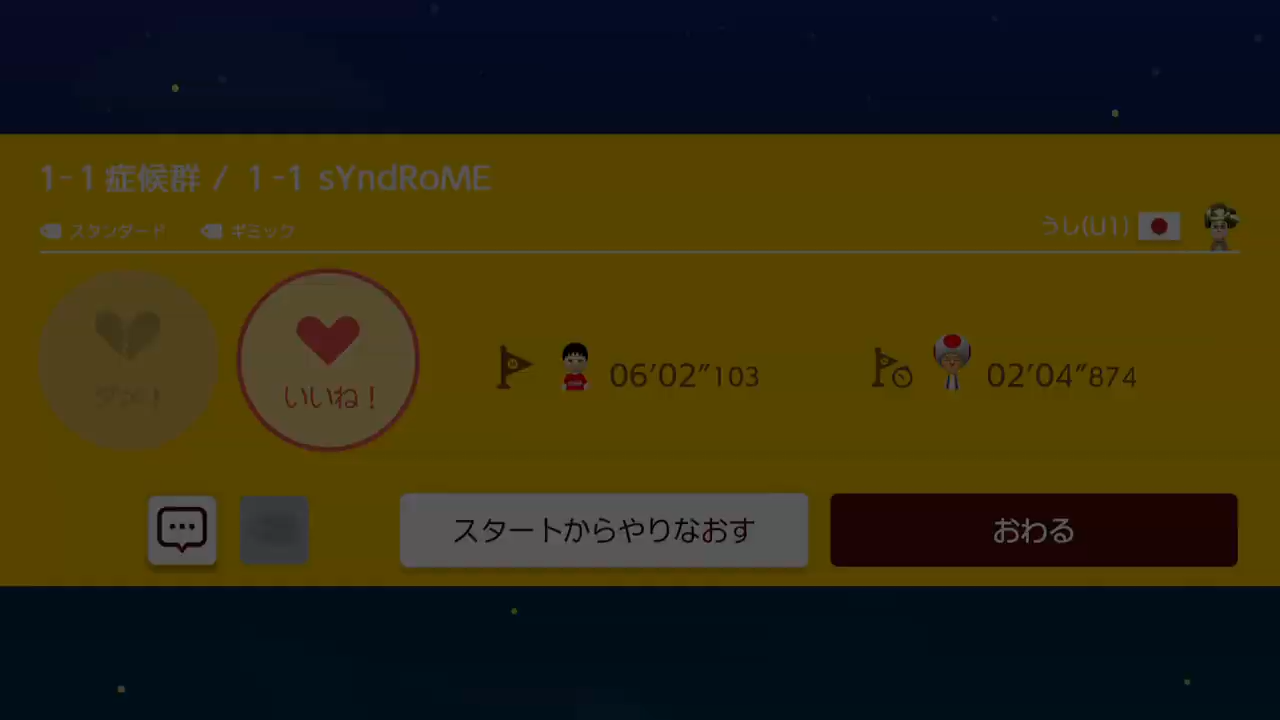 1-1症候群 / 1-1 sYndRoME
スタンダード ギミック
うし(U1)
ダメ!
いいね!
06′02″103
02′04″874
スタートからやりなおす
おわる